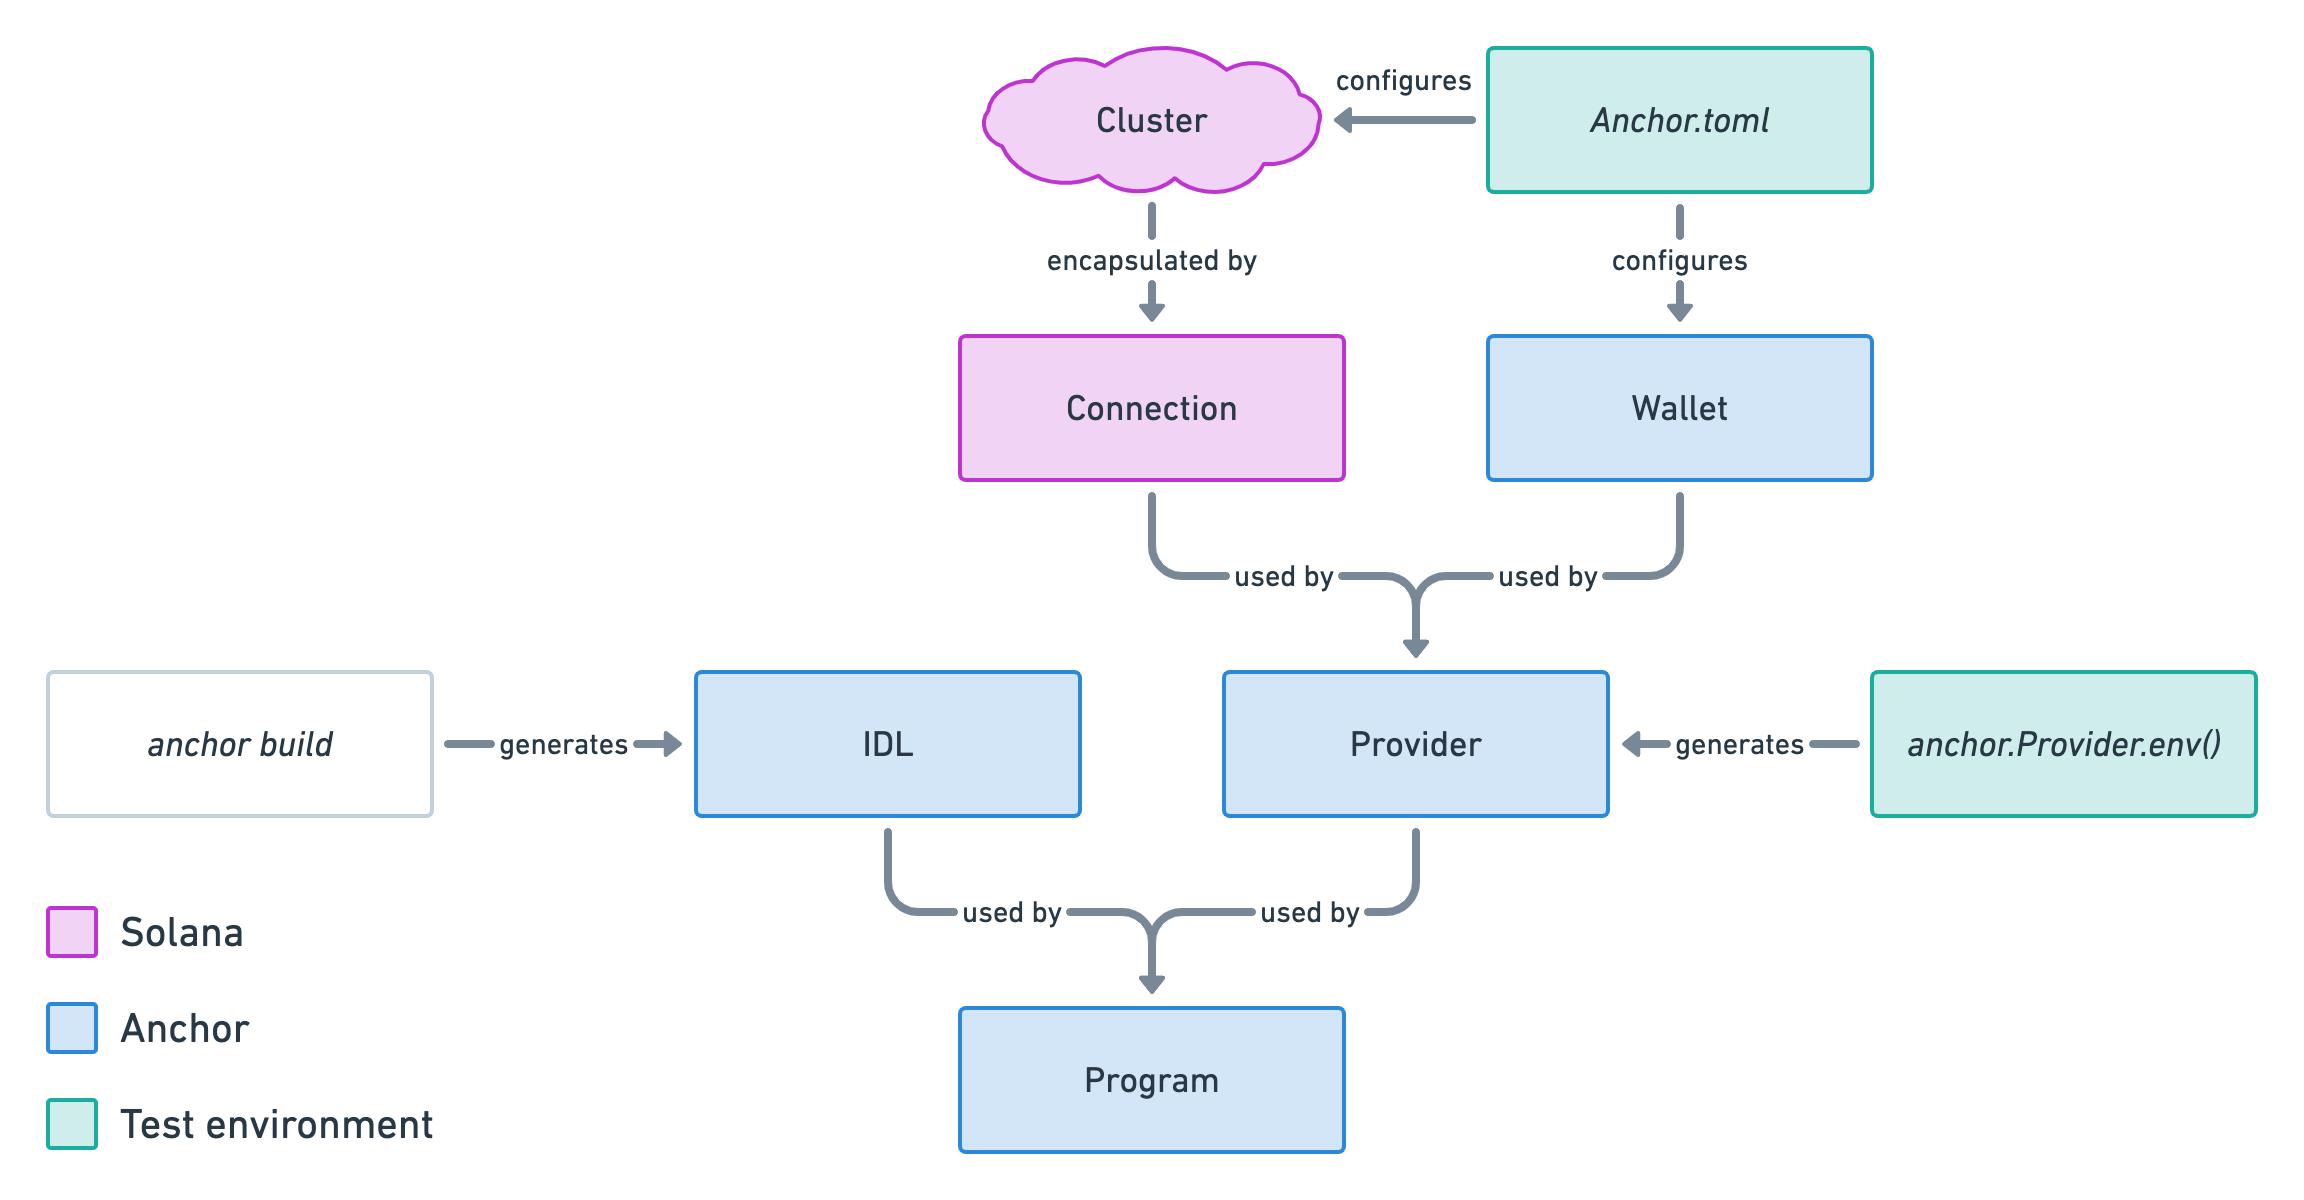 Cluster
configures
Anchor.toml
encapsulated by
configures
Connection
Wallet
used by
used by
anchor build
generates
IDL
Provider
generates
anchor.Provider.env()
used by
used by
Solana
Anchor
Program
Test environment